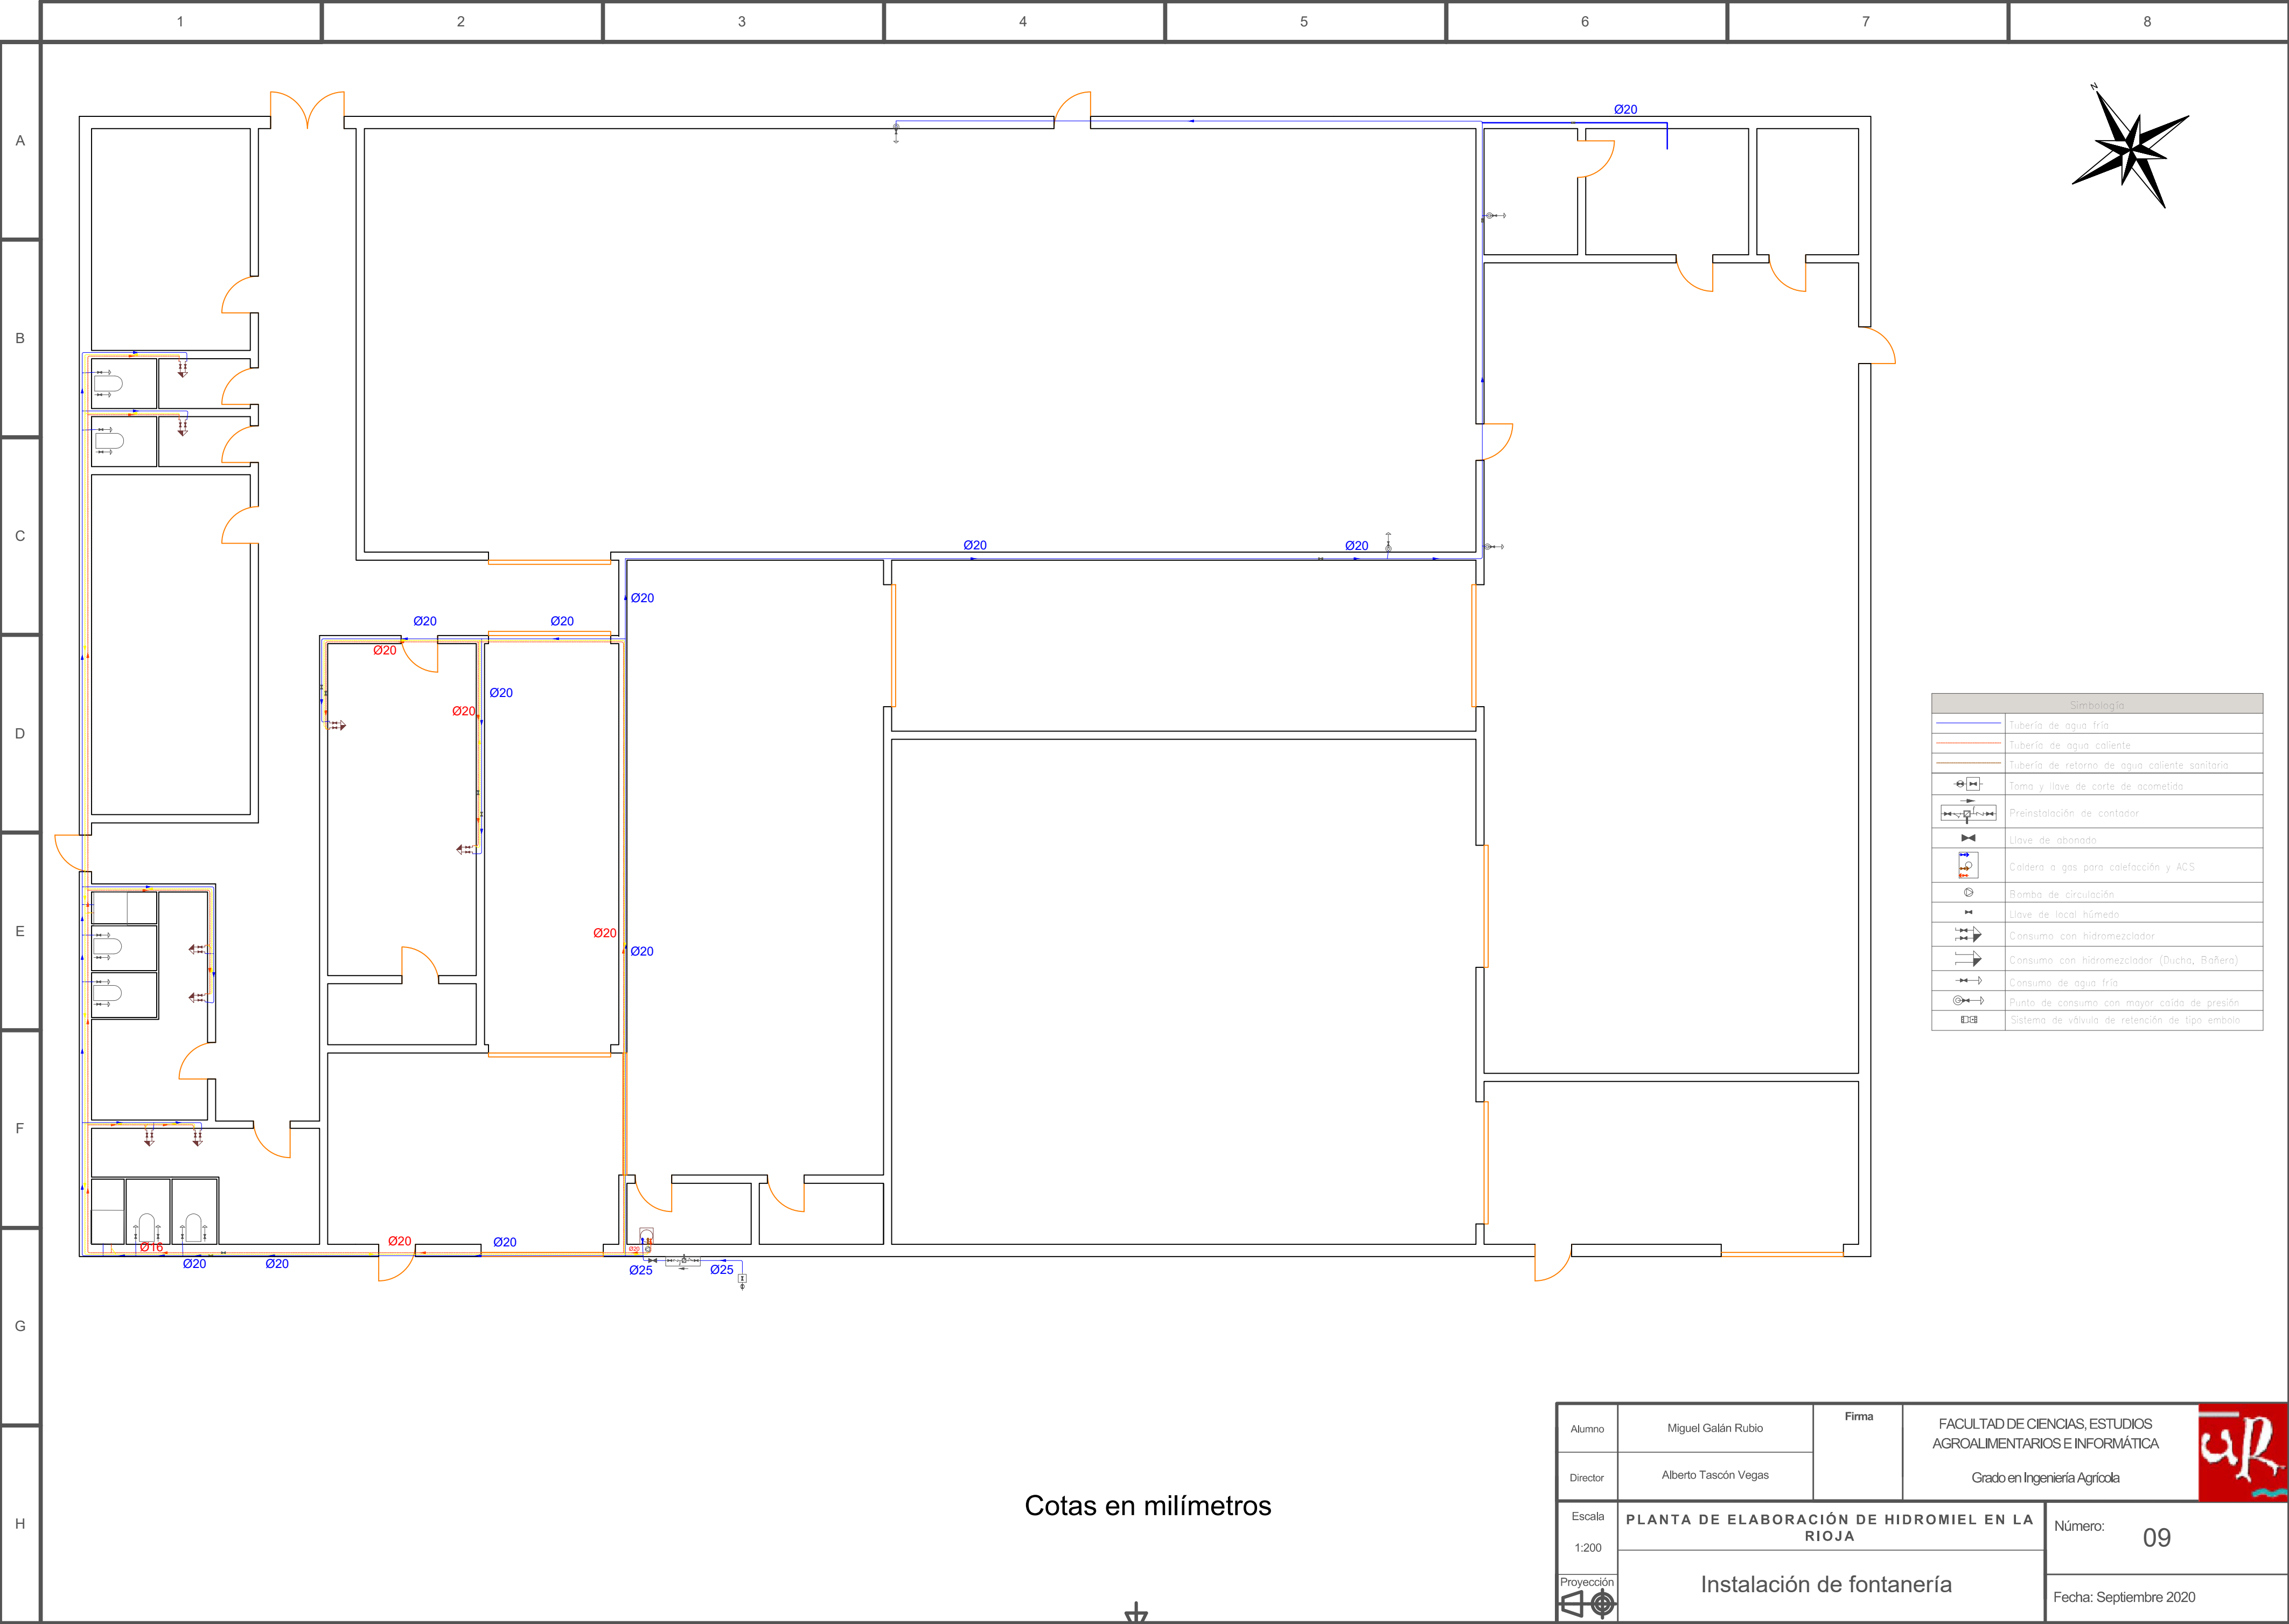 1 2 3 4 5 6 7 8
A
B
C
D
E
F
G
H
N
Ø20
Ø20
Ø20
Ø20
Ø20
Ø20
Ø20
Ø20
Ø20
Ø20
Ø20
Ø16
Ø20
Ø20
Ø20
Ø20
Ø20
Ø20
Ø25
Ø25
Simbología
Tubería de agua fría
Tubería de agua caliente
Tubería de retorno de agua caliente sanitaria
Toma y llave de corte de acometida
Preinstalación de contador
Llave de abonado
Caldera a gas para calefacción y ACS
Bomba de circulación
Llave de local húmedo
Consumo con hidromezclador
Consumo con hidromezclador (Ducha, Bañera)
Consumo de agua fría
Punto de consumo con mayor caída de presión
Sistema de válvula de retención de tipo embolo
Cotas en milímetros
Alumno
Miguel Galán Rubio
Firma
FACULTAD DE CIENCIAS, ESTUDIOS
AGROALIMENTARIOS E INFORMÁTICA
Grado en Ingeniería Agrícola
Director
Alberto Tascón Vegas
uR
Escala
1:200
PLANTA DE ELABORACIÓN DE HIDROMIEL EN LA
RIOJA
Número:
09
Proyección
Instalación de fontanería
Fecha: Septiembre 2020